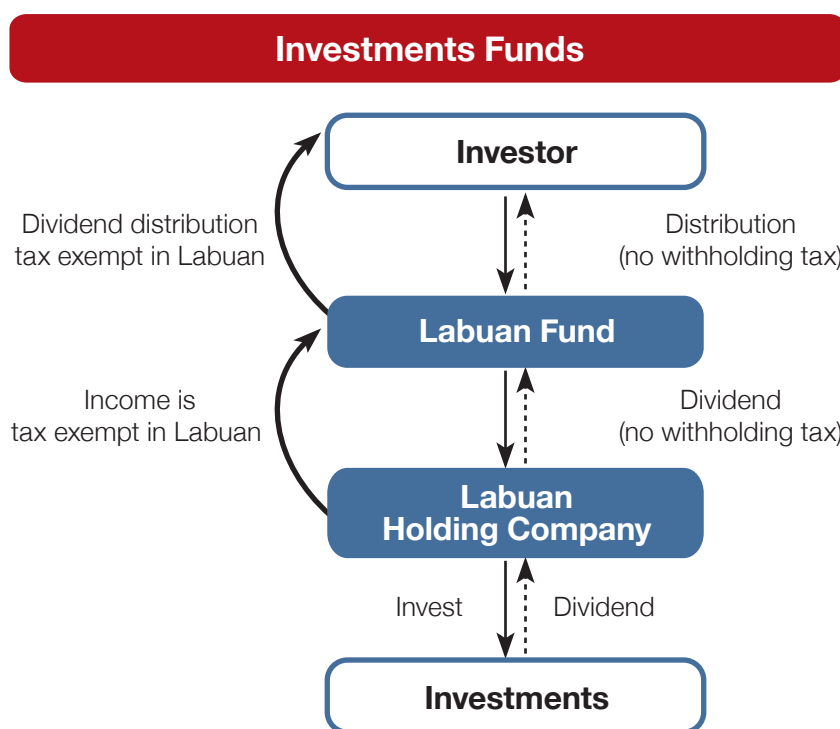 Investments Funds
Investor
Dividend distribution
tax exempt in Labuan
Distribution
(no withholding tax)
Labuan Fund
Income is
tax exempt in Labuan
Dividend
(no withholding tax)
Labuan
Holding Company
Invest
Dividend
Investments